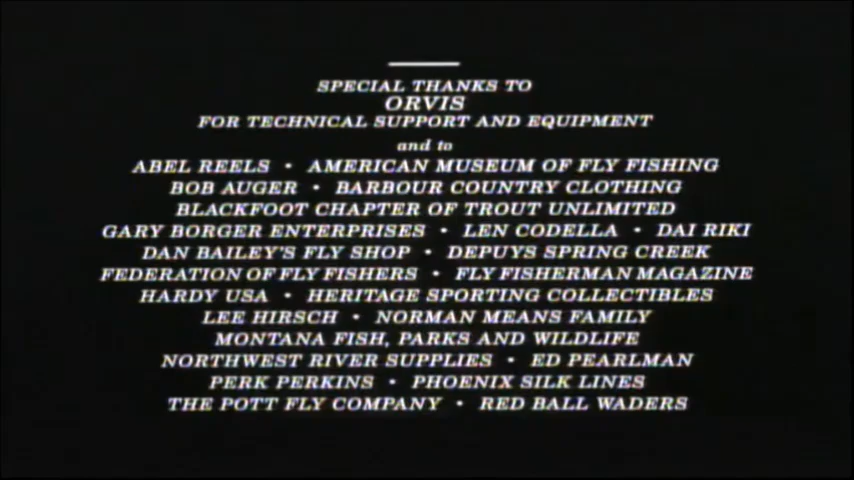 SPECIAL THANKS TO
ORVIS
FOR TECHNICAL SUPPORT AND EQUIPMENT
and to
ABEL REELS • AMERICAN MUSEUM OF FLY FISHING
BOB AUGER • BARBOUR COUNTRY CLOTHING
BLACKFOOT CHAPTER OF TROUT UNLIMITED
GARY BORGER ENTERPRISES • LEN CODELLA • DAI RIKI
DAN BAILEY'S FLY SHOP • DEPUYS SPRING CREEK
FEDERATION OF FLY FISHERS • FLY FISHERMAN MAGAZINE
HARDY USA • HERITAGE SPORTING COLLECTIBLES
LEE HIRSCH • NORMAN MEANS FAMILY
MONTANA FISH, PARKS AND WILDLIFE
NORTHWEST RIVER SUPPLIES • ED PEARLMAN
PERK PERKINS • PHOENIX SILK LINES
THE POTT FLY COMPANY • RED BALL WADERS